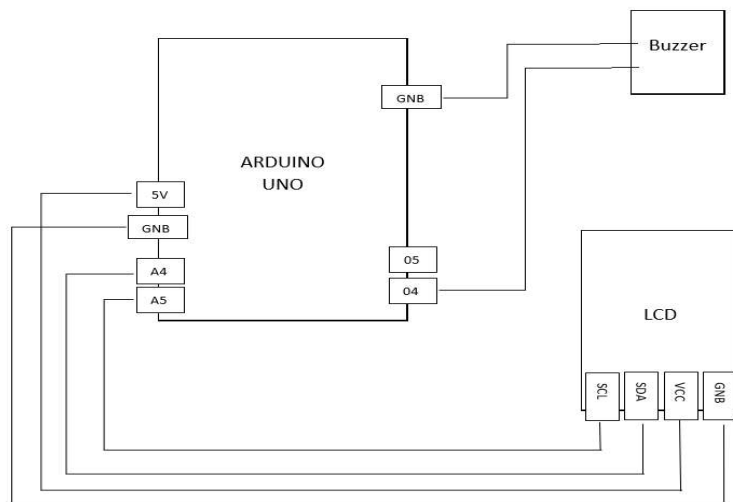 Buzzer
GNB
ARDUINO
UNO
5V
GNB
A4
A5
05
04
LCD
SCL
SDA
VCC
GNB